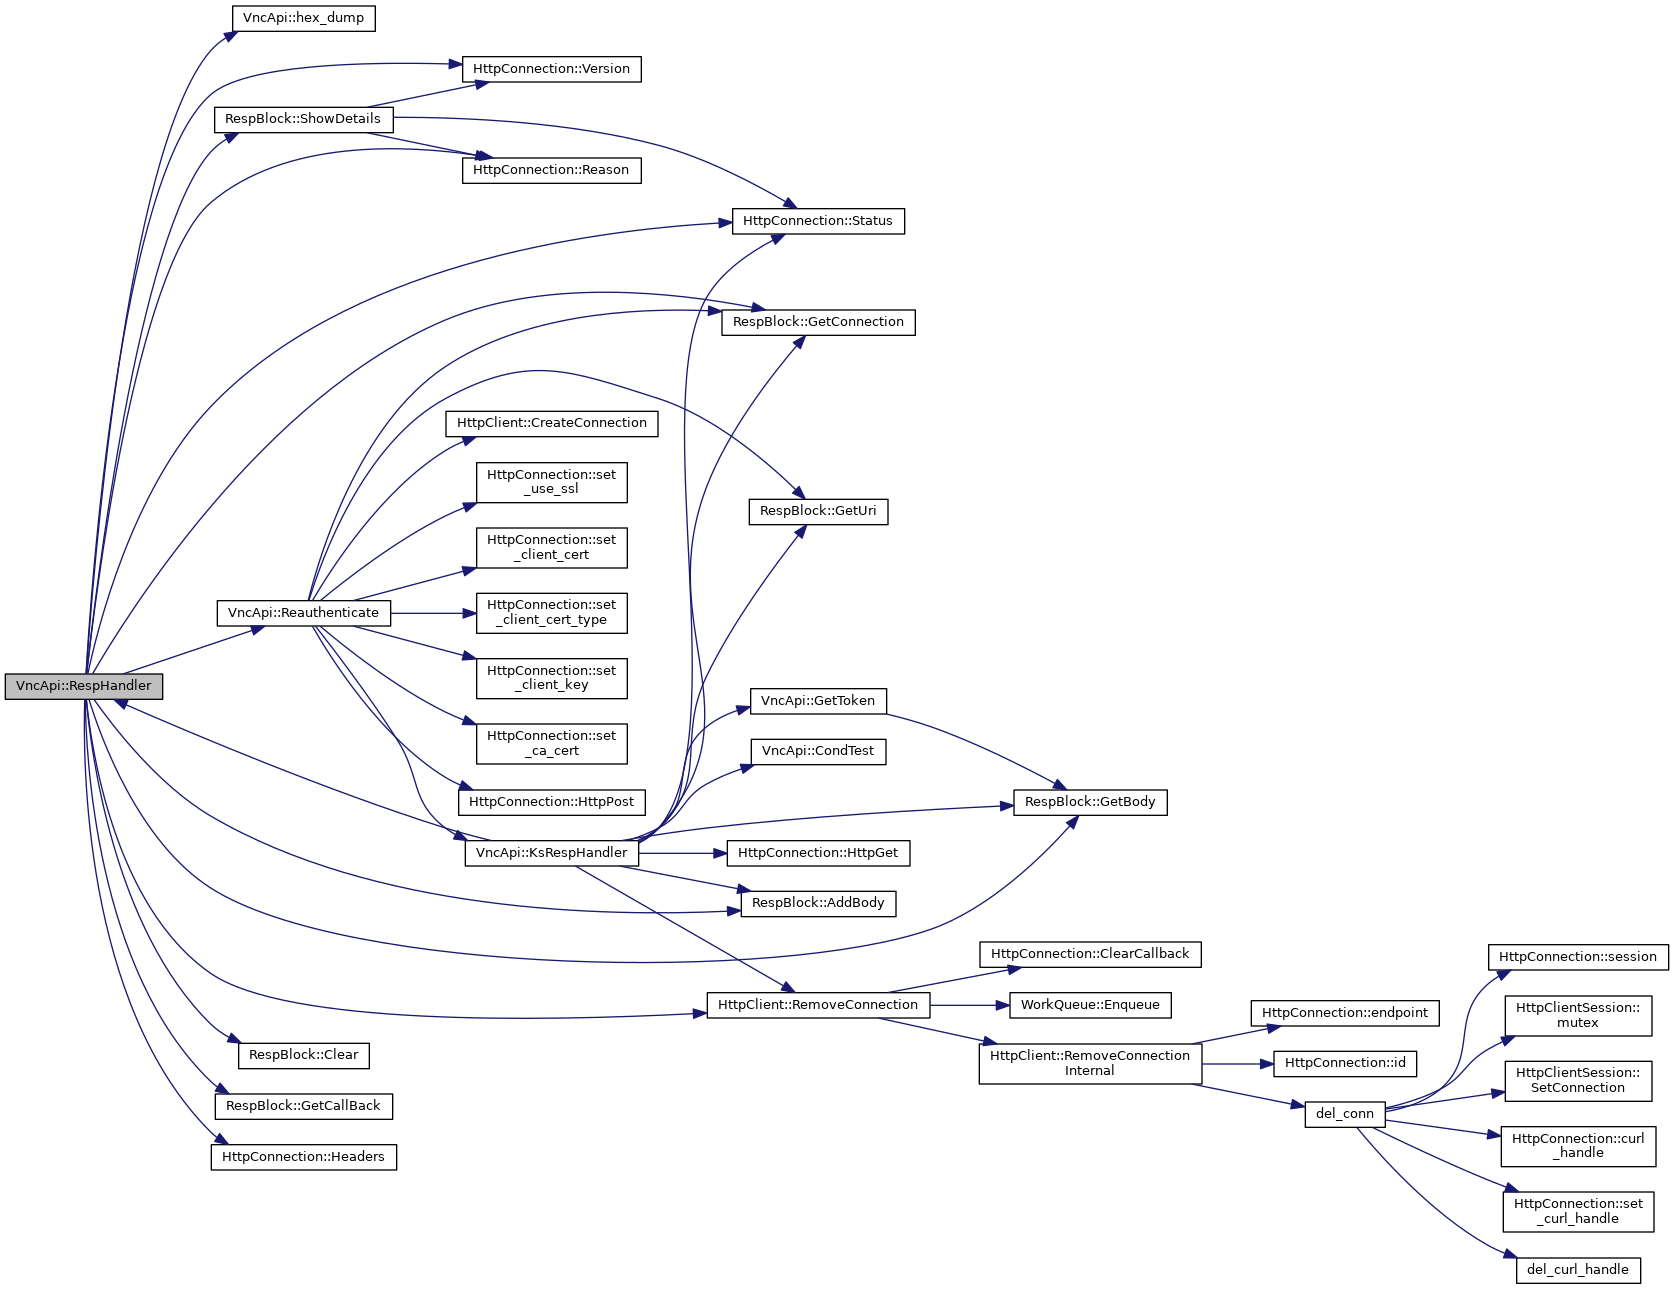 VncApi::hex_dump
HttpConnection::Version
RespBlock::ShowDetails
HttpConnection::Reason
HttpConnection::Status
RespBlock::GetConnection
HttpClient::CreateConnection
HttpConnection::set
_use_ssl
RespBlock::GetUri
HttpConnection::set
_client_cert
VncApi::Reauthenticate
HttpConnection::set
_client_cert_type
VncApi::RespHandler
HttpConnection::set
_client_key
VncApi::GetToken
HttpConnection::set
_ca_cert
VncApi::CondTest
HttpConnection::HttpPost
RespBlock::GetBody
VncApi::KsRespHandler
HttpConnection::HttpGet
RespBlock::AddBody
HttpConnection::ClearCallback
HttpConnection::session
HttpClient::RemoveConnection
WorkQueue::Enqueue
HttpConnection::endpoint
HttpClientSession::
mutex
RespBlock::Clear
HttpClient::RemoveConnection
Internal
HttpConnection::id
HttpClientSession::
SetConnection
RespBlock::GetCallBack
del_conn
HttpConnection::curl
_handle
HttpConnection::Headers
HttpConnection::set
_curl_handle
del_curl_handle